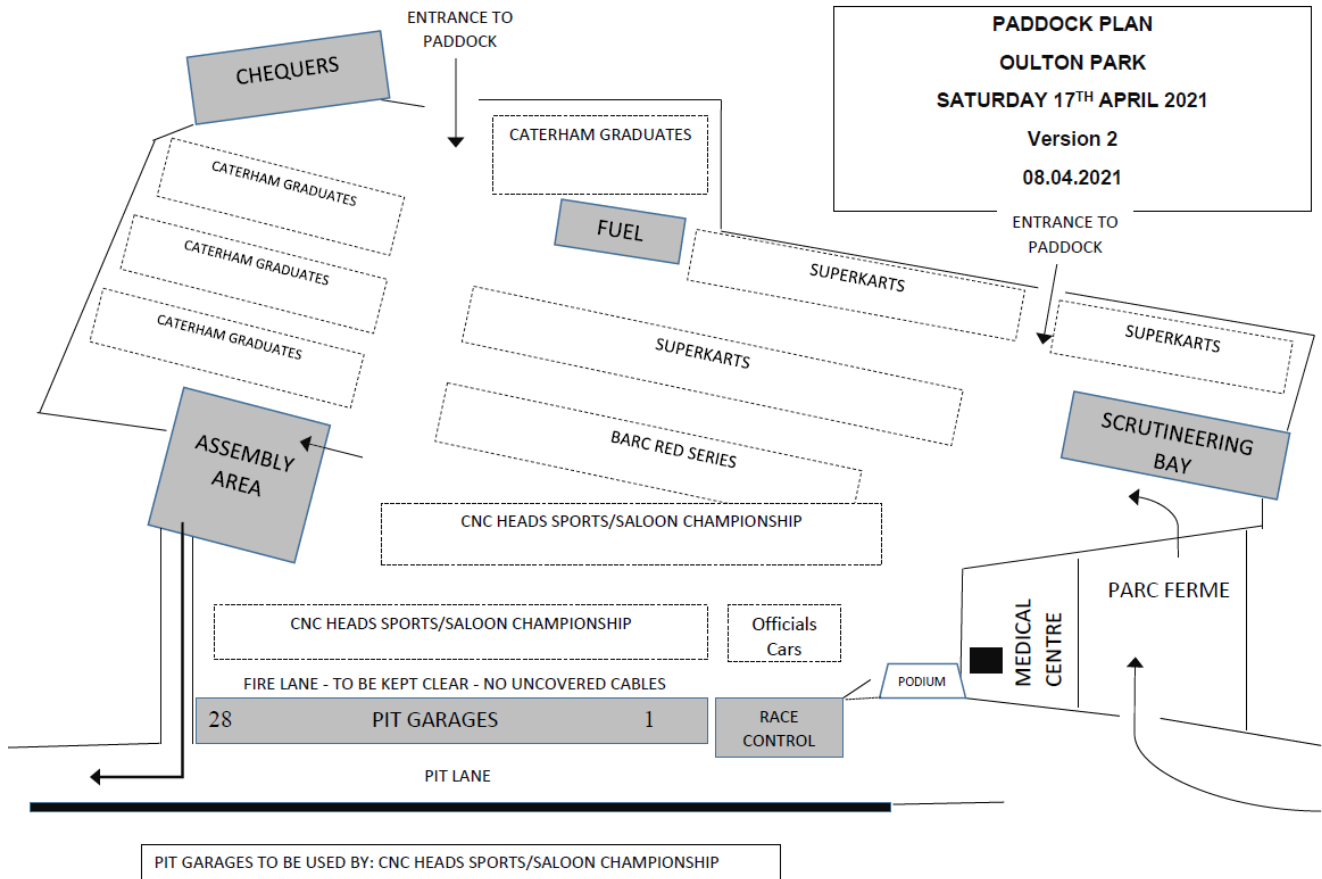 ENTRANCE TO
PADDOCK
PADDOCK PLAN
OULTON PARK
SATURDAY 17TH APRIL 2021
Version 2
08.04.2021
CHEQUERS
CATERHAM GRADUATES
CATERHAM GRADUATES
CATERHAM GRADUATES
CATERHAM GRADUATES
FUEL
ENTRANCE TO
PADDOCK
SUPERKARTS
SUPERKARTS
SUPERKARTS
BARC RED SERIES
ASSEMBLY
AREA
SCRUTINEERING
BAY
CNC HEADS SPORTS/SALOON CHAMPIONSHIP
CNC HEADS SPORTS/SALOON CHAMPIONSHIP
Officials
Cars
MEDICAL
CENTRE
PARC FERME
PODIUM
FIRE LANE - TO BE KEPT CLEAR - NO UNCOVERED CABLES
28 PIT GARAGES 1
RACE
CONTROL
PIT LANE
PIT GARAGES TO BE USED BY: CNC HEADS SPORTS/SALOON CHAMPIONSHIP